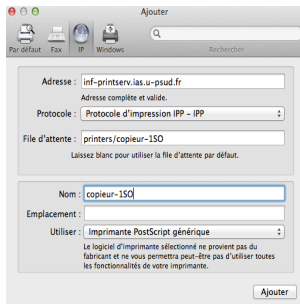 Ajouter
Par défaut Fax IP Windows Rechercher
Adresse : inf-printserv.ias.u-psud.fr
Adresse complète et valide.
Protocole : Protocole d'impression IPP - IPP
File d'attente : printers/copieur-1SO
Laissez blanc pour utiliser la file d'attente par défaut.
Nom : copieur-1SO
Emplacement :
Utiliser : Imprimante PostScript générique
Le logiciel d'imprimante sélectionné ne provient pas du
fabricant et ne vous permettra peut-être pas d'utiliser toutes
les fonctionnalités de votre imprimante.
Ajouter